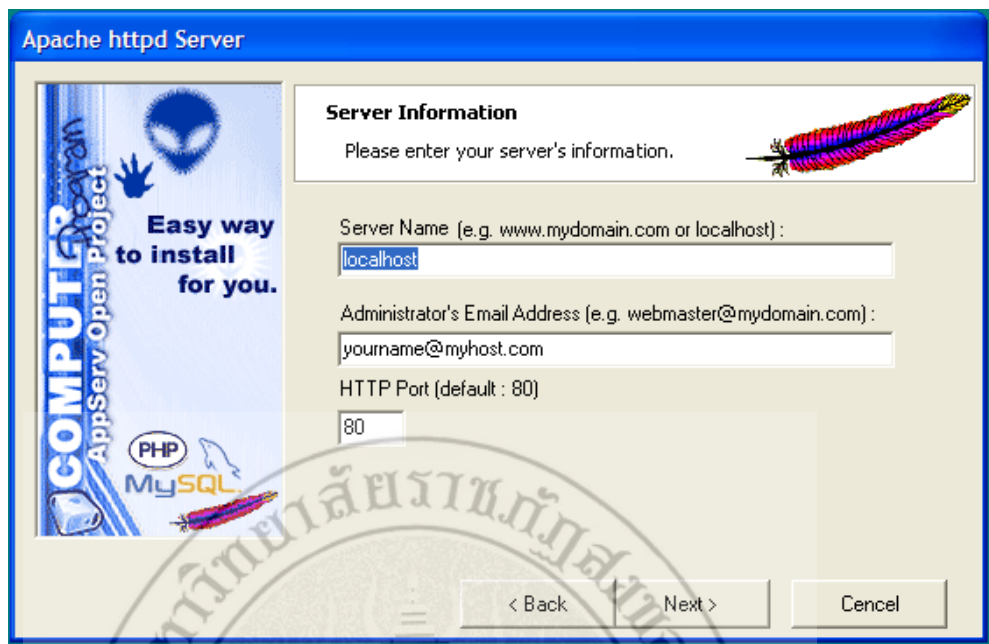 Apache httpd Server
COMPUTER
Program
AppServ Open Project
Easy way
to install
for you.
PHP
MySQL
Server Information
Please enter your server's information.
Server Name (e.g. www.mydomain.com or localhost) :
localhost
Administrator's Email Address (e.g. webmaster@mydomain.com) :
yourname@myhost.com
HTTP Port (default : 80)
80
< Back
Next >
Cencel